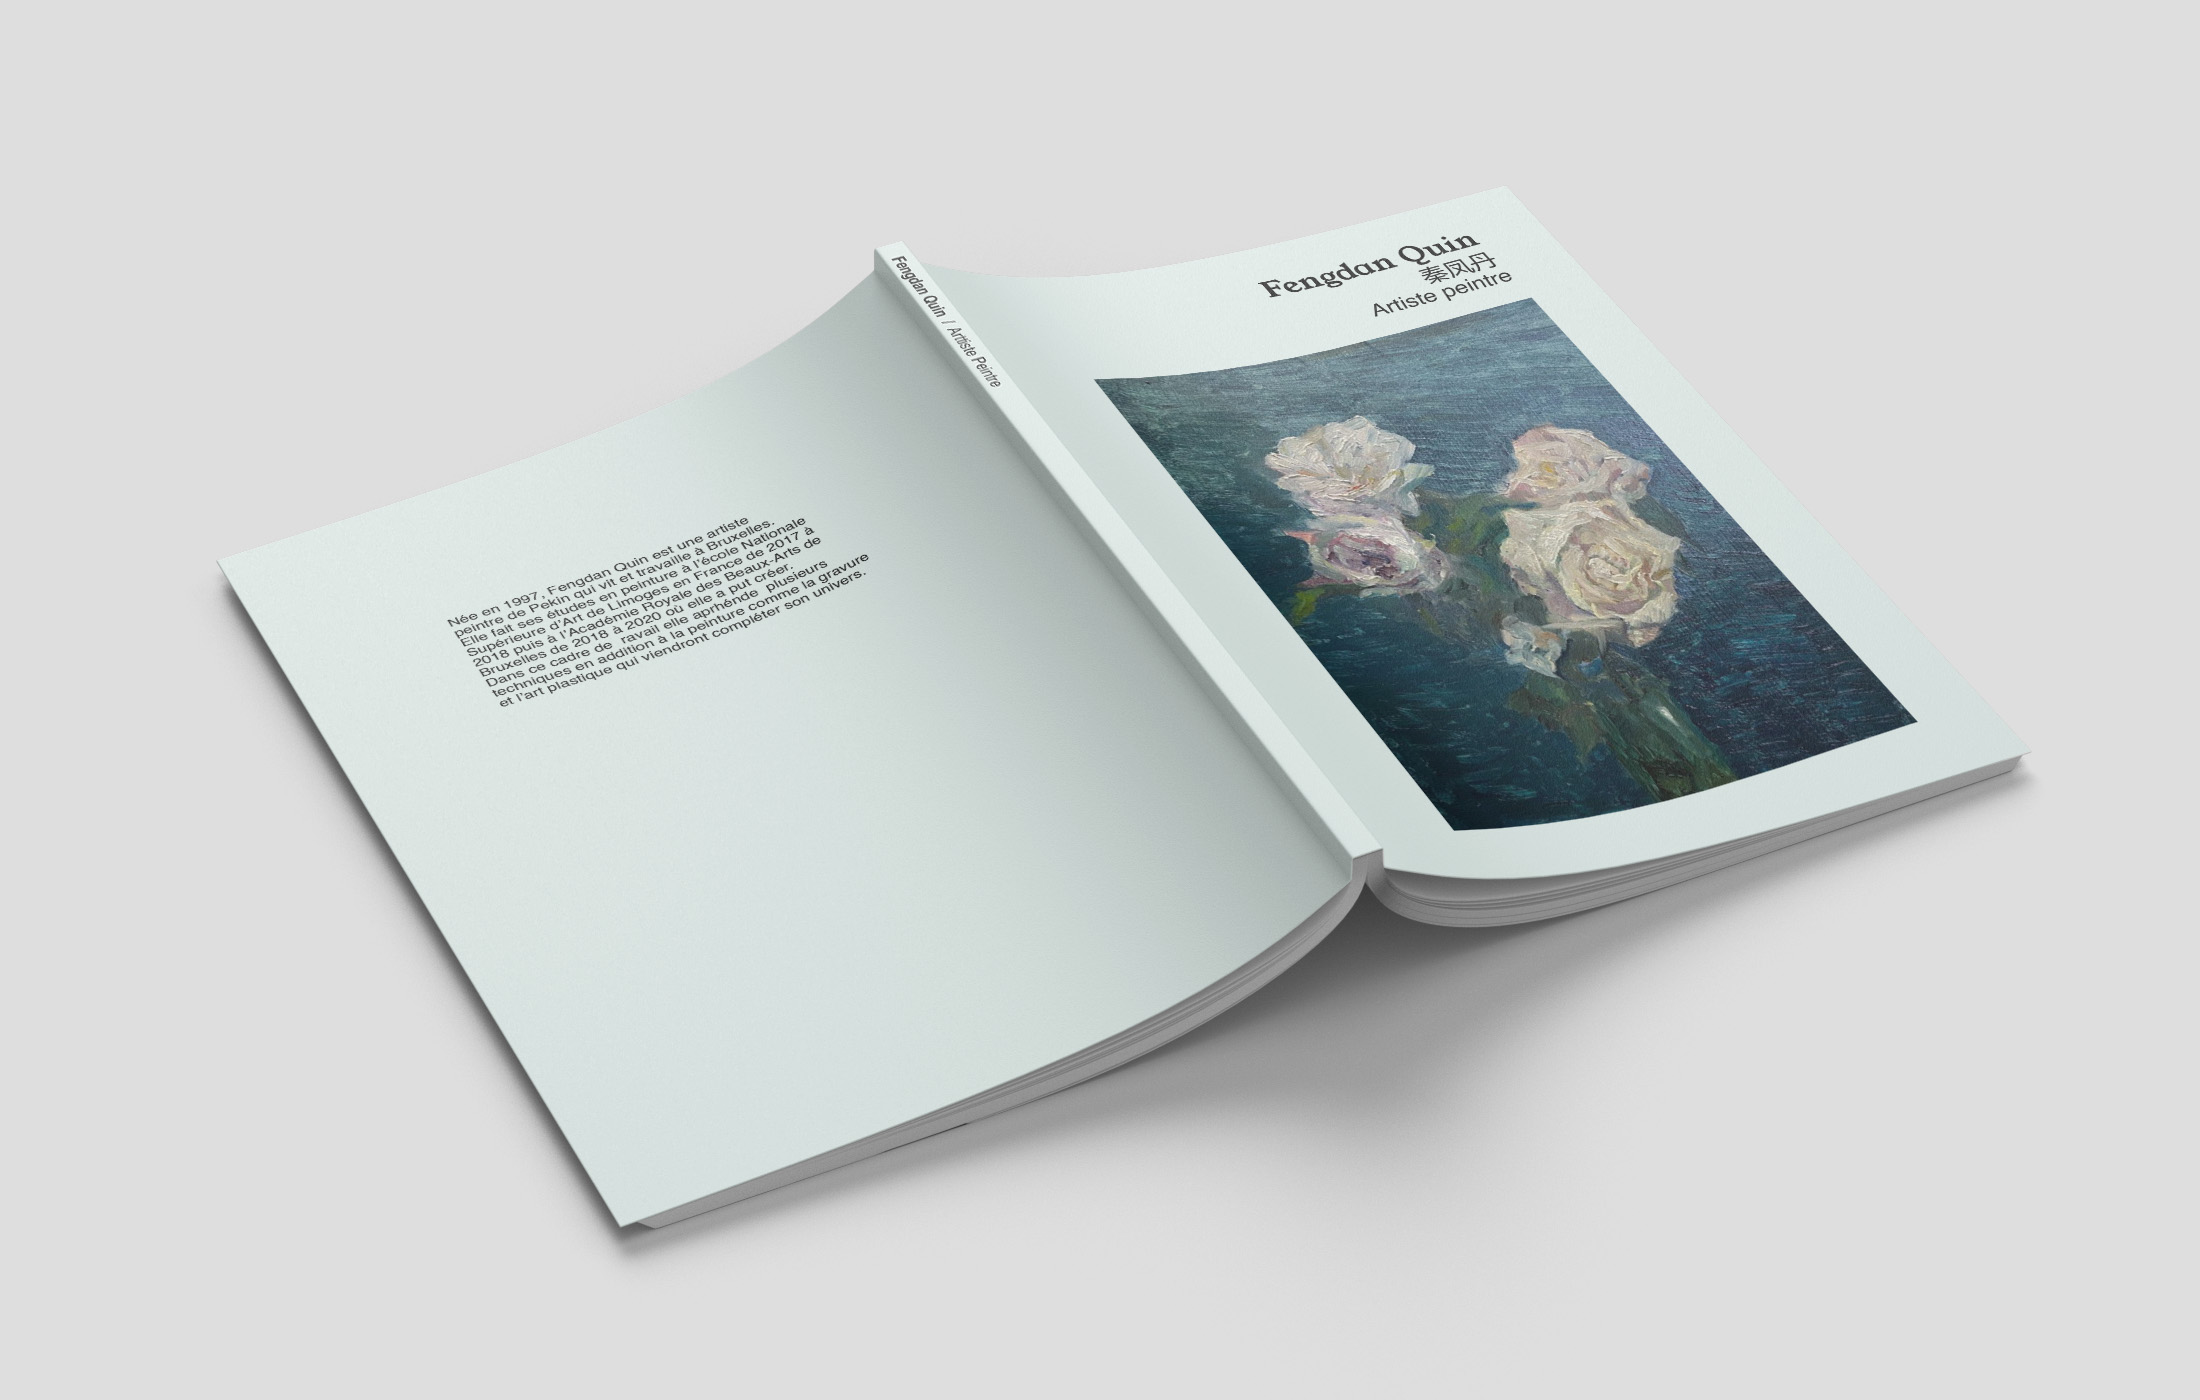 Fengdan Quin
秦凤丹
Artiste peintre
Fengdan Quin / Arttiste Peintre
Née en 1997, Fengdan Quin est une artiste
peintre de Pékin qui vit et travaille à Bruxelles.
Elle fait ses études en peinture à l'école Nationale
Supérieure d'Art de Limoges en France de 2017 à
2018 puis à l'Académie Royale des Beaux-Arts de
Bruxelles de 2018 à 2020 où elle a put créer.
Dans ce cadre de ravail elle aprhénde plusieurs
techniques en addition à la peinture comme la gravure
et l'art plastique qui viendront compléter son univers.